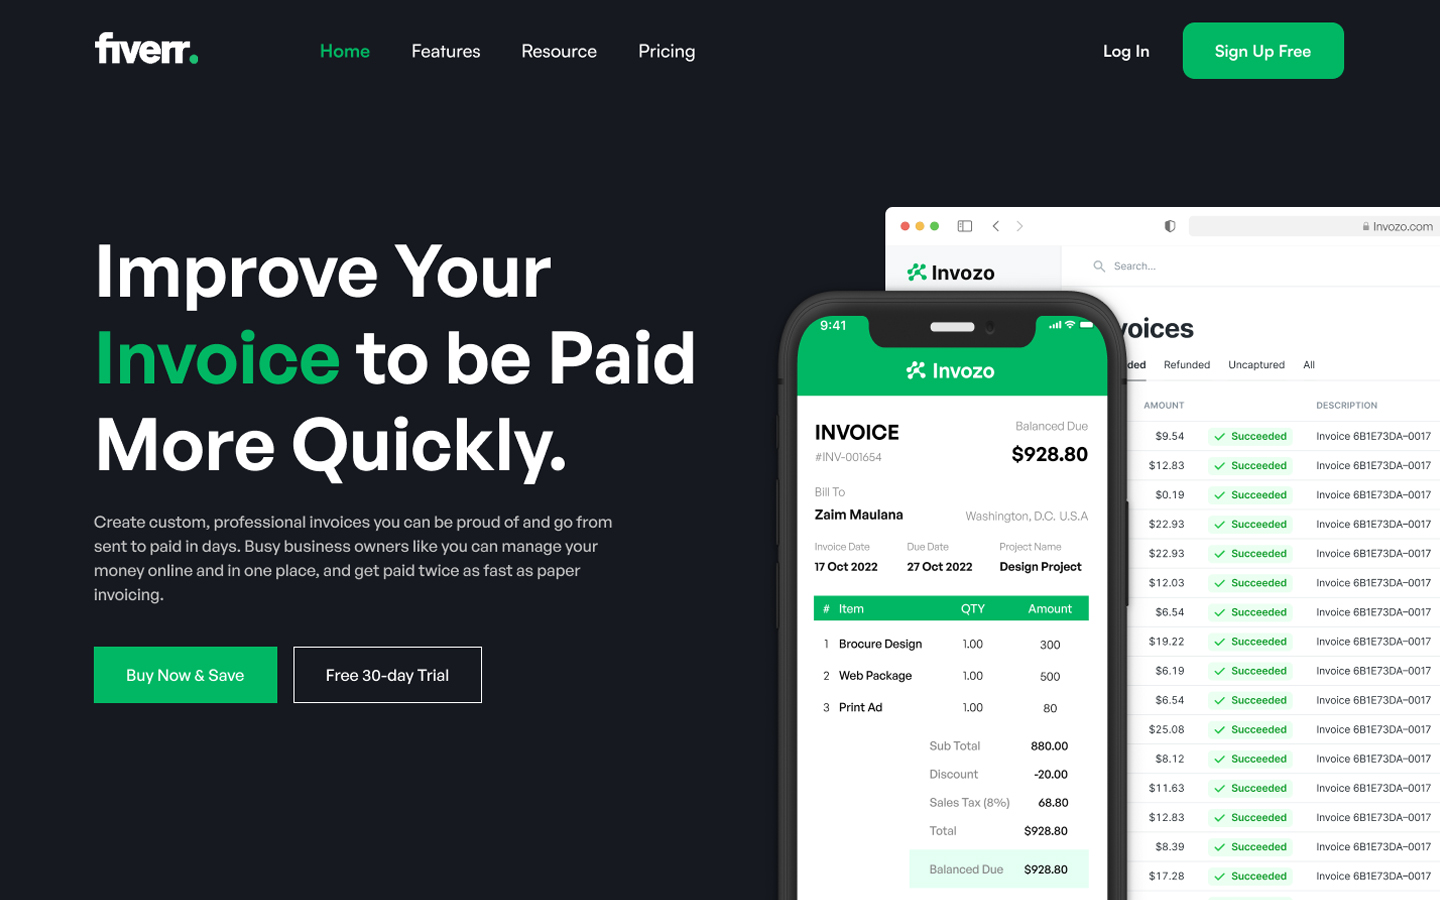 fiverr.
Home Features Resource Pricing
Log In
Sign Up Free
Improve Your
Invoice to be Paid
More Quickly.
Create custom, professional invoices you can be proud of and go from
sent to paid in days. Busy business owners like you can manage your
money online and in one place, and get paid twice as fast as paper
invoicing.
Buy Now & Save
Free 30-day Trial
Invozo.com
Invozo
Search...
voices
ded Refunded Uncaptured All
AMOUNT DESCRIPTION
$9.54 Succeeded Invoice 6B1E73DA-0017
$12.83 Succeeded Invoice 6B1E73DA-0017
$0.19 Succeeded Invoice 6B1E73DA-0017
$22.93 Succeeded Invoice 6B1E73DA-0017
$22.93 Succeeded Invoice 6B1E73DA-0017
$12.03 Succeeded Invoice 6B1E73DA-0017
$6.54 Succeeded Invoice 6B1E73DA-0017
$19.22 Succeeded Invoice 6B1E73DA-0017
$6.19 Succeeded Invoice 6B1E73DA-0017
$6.54 Succeeded Invoice 6B1E73DA-0017
$25.08 Succeeded Invoice 6B1E73DA-0017
$8.12 Succeeded Invoice 6B1E73DA-0017
$11.63 Succeeded Invoice 6B1E73DA-0017
$12.83 Succeeded Invoice 6B1E73DA-0017
$8.39 Succeeded Invoice 6B1E73DA-0017
$17.28 Succeeded Invoice 6B1E73DA-0017
9:41
Invozo
INVOICE
#INV-001654
Balanced Due
$928.80
Bill To
Zaim Maulana
Washington, D.C. U.S.A
Invoice Date Due Date Project Name
17 Oct 2022 27 Oct 2022 Design Project
# Item QTY Amount
1 Brocure Design 1.00 300
2 Web Package 1.00 500
3 Print Ad 1.00 80
Sub Total 880.00
Discount -20.00
Sales Tax (8%) 68.80
Total $928.80
Balanced Due $928.80